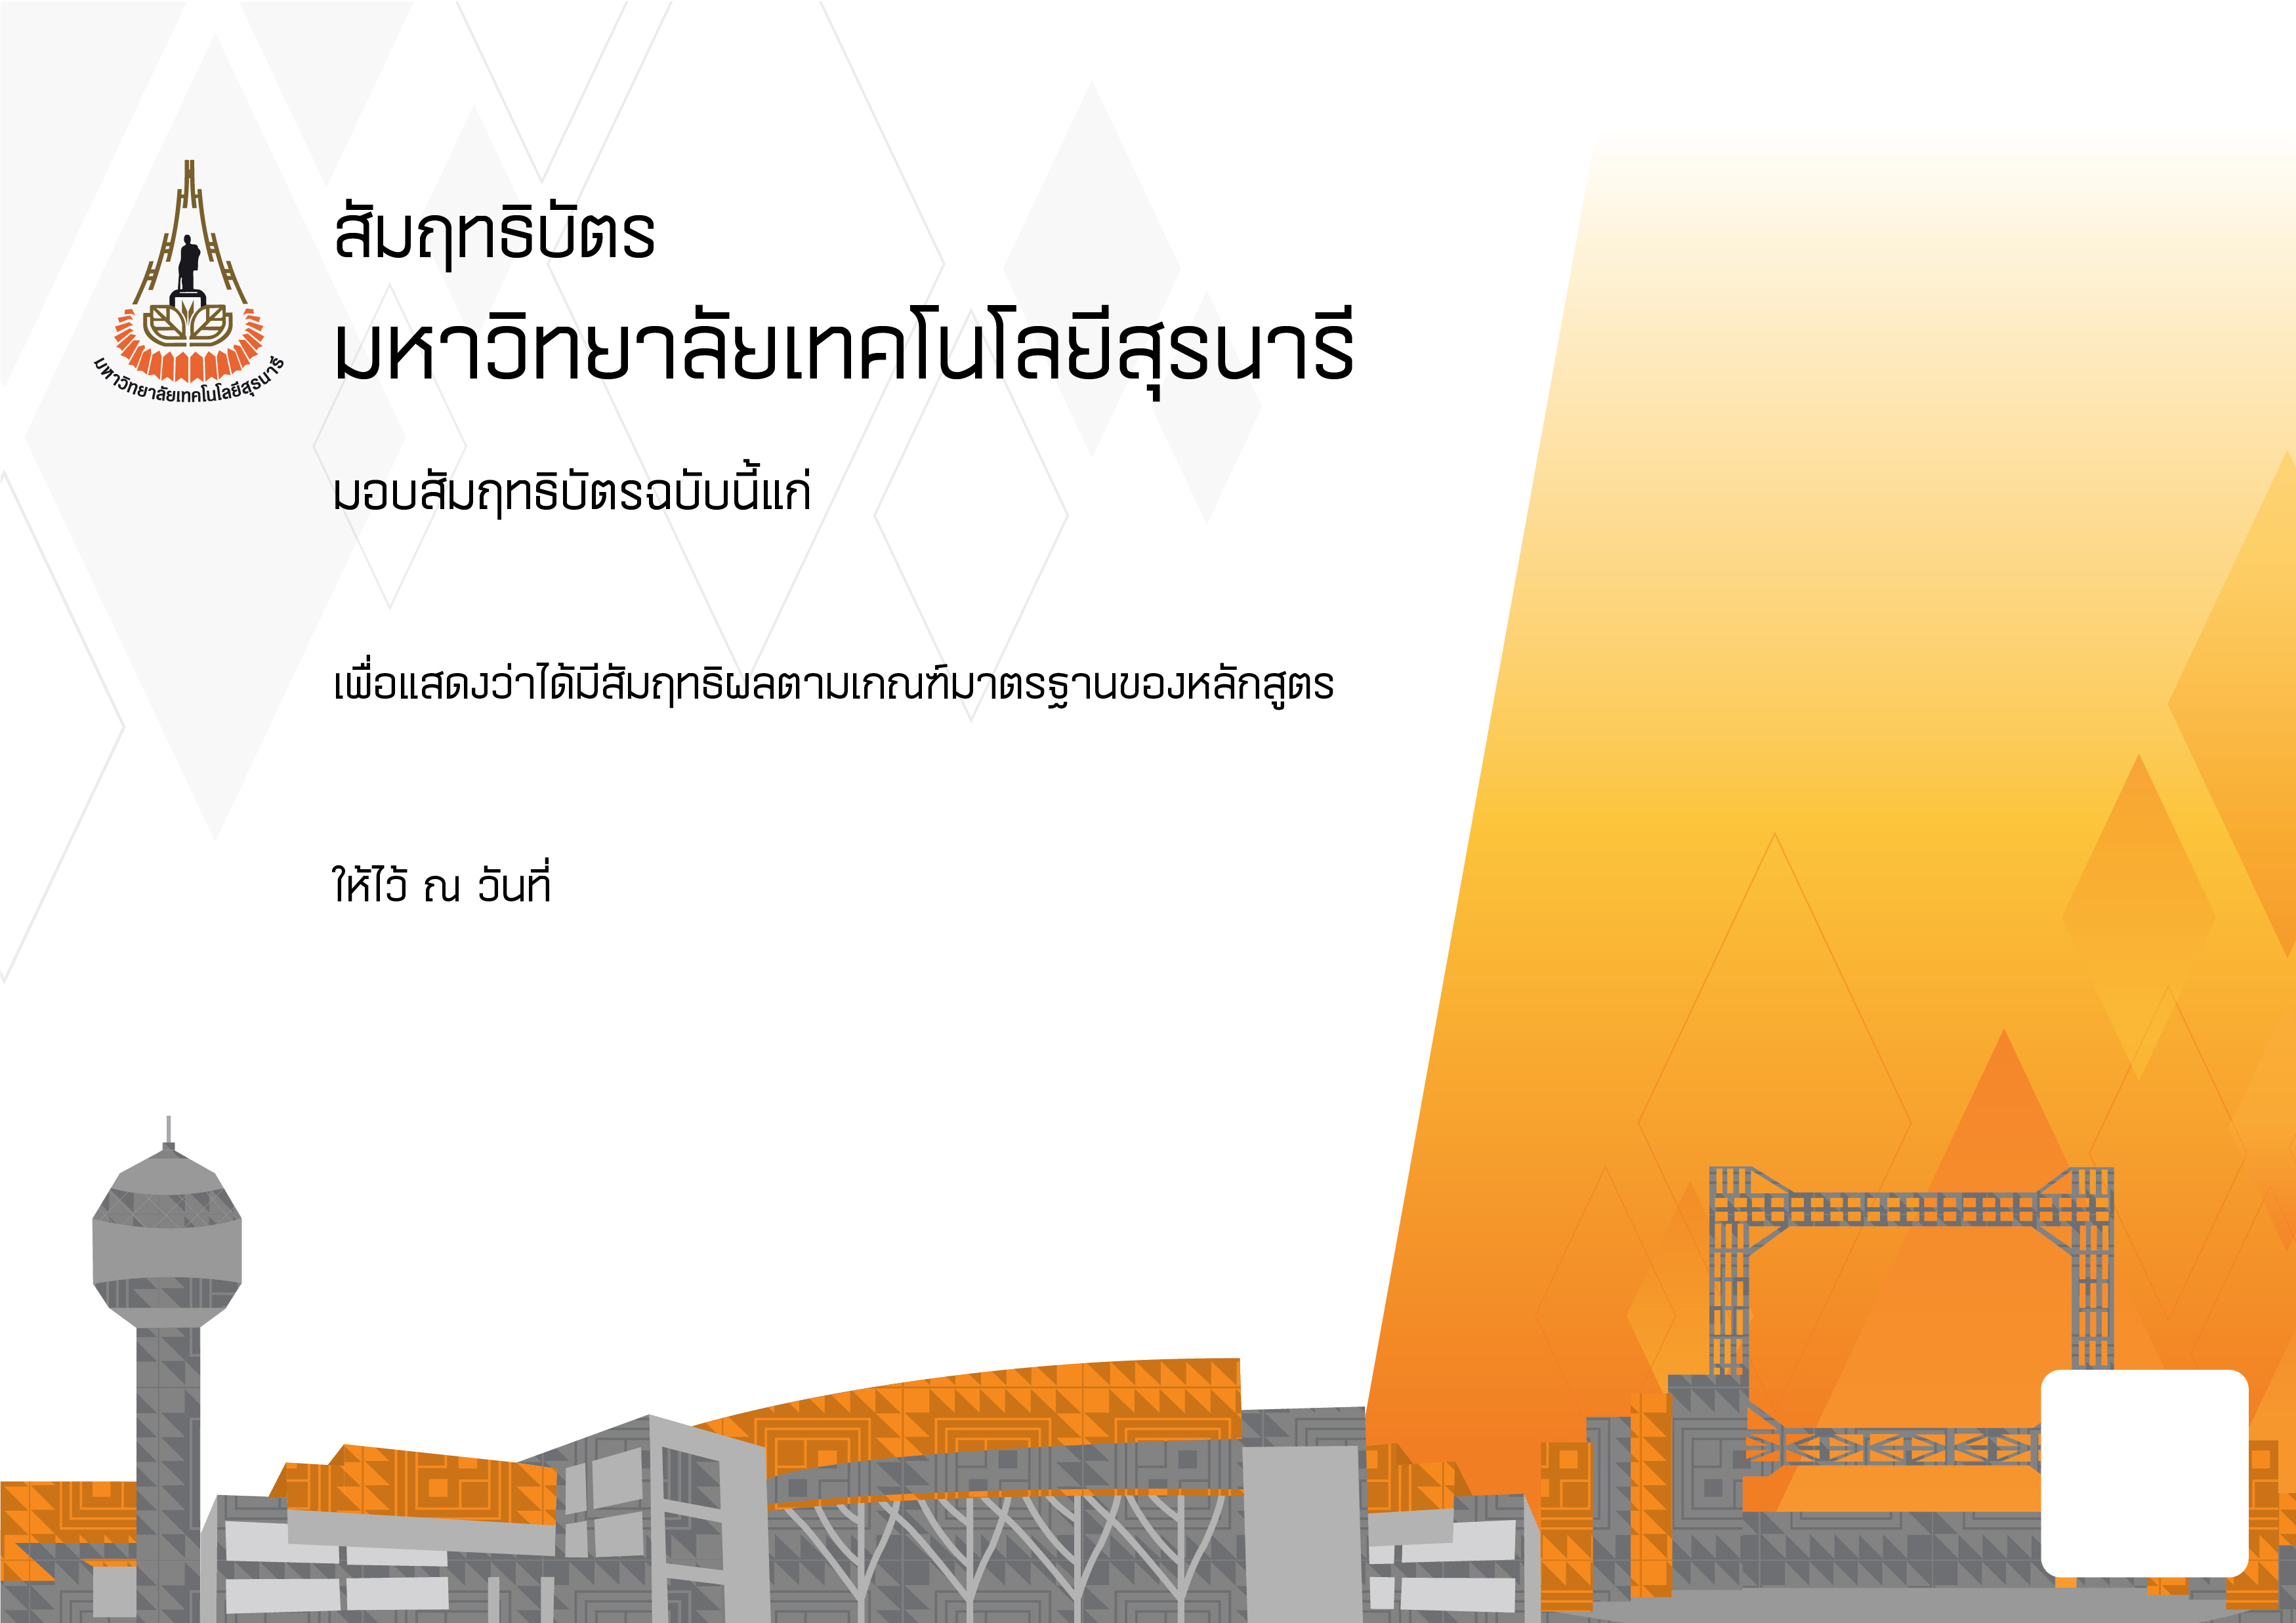 มหาวิทยาลัยเทคโนโลยีสุรนารี
สัมฤทธิบัตร
มหาวิทยาลัยเทคโนโลยีสุรนารี
มอบสัมฤทธิบัตรฉบับนี้แก่
เพื่อแสดงว่าได้มีสัมฤทธิผลตามเกณฑ์มาตรฐานของหลักสูตร
ให้ไว้ ณ วันที่